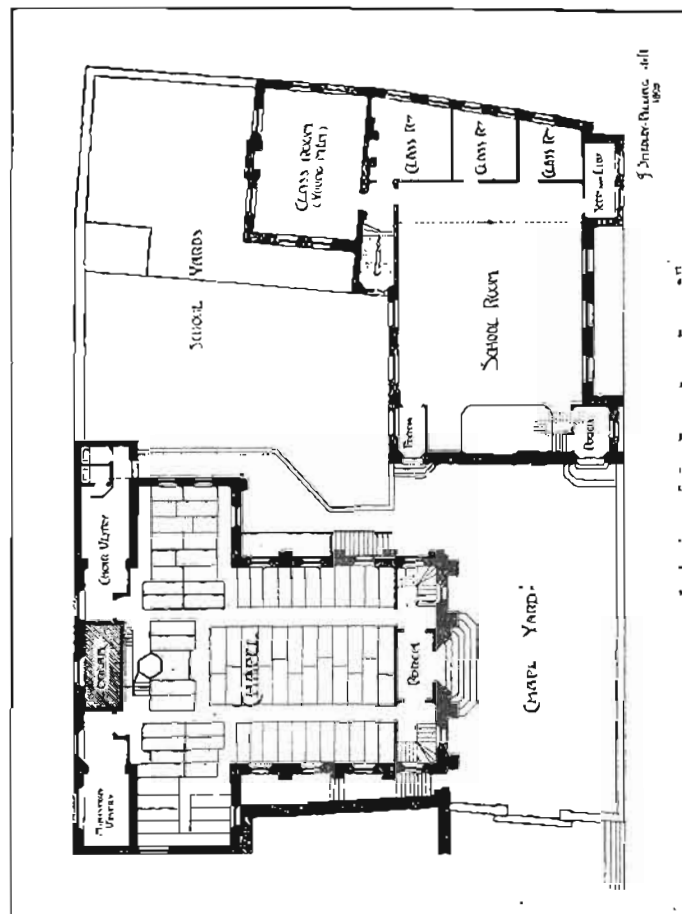 CLASS ROOM
(YOUNG MEN)
CLASS RM
CLASS RM
CLASS RM
SCHOOL YARDS
SCHOOL ROOM
PORCH
PORCH
CHOIR VESTRY
ORGAN
MINISTERS
VESTRY
CHAPEL
PORCH
CHAPEL YARD